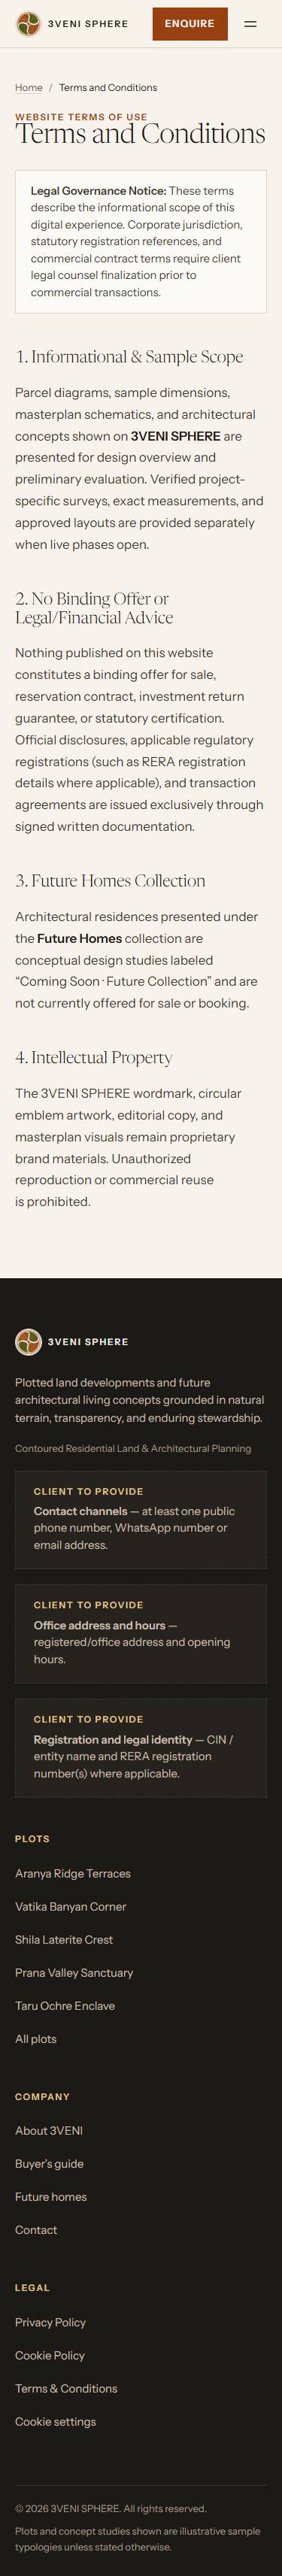 3VENI SPHERE
ENQUIRE
Home / Terms and Conditions
WEBSITE TERMS OF USE
Terms and Conditions
Legal Governance Notice: These terms
describe the informational scope of this
digital experience. Corporate jurisdiction,
statutory registration references, and
commercial contract terms require client
legal counsel finalization prior to
commercial transactions.
1. Informational & Sample Scope
Parcel diagrams, sample dimensions,
masterplan schematics, and architectural
concepts shown on 3VENI SPHERE are
presented for design overview and
preliminary evaluation. Verified project-
specific surveys, exact measurements, and
approved layouts are provided separately
when live phases open.
2. No Binding Offer or
Legal/Financial Advice
Nothing published on this website
constitutes a binding offer for sale,
reservation contract, investment return
guarantee, or statutory certification.
Official disclosures, applicable regulatory
registrations (such as RERA registration
details where applicable), and transaction
agreements are issued exclusively through
signed written documentation.
3. Future Homes Collection
Architectural residences presented under
the Future Homes collection are
conceptual design studies labeled
“Coming Soon · Future Collection” and are
not currently offered for sale or booking.
4. Intellectual Property
The 3VENI SPHERE wordmark, circular
emblem artwork, editorial copy, and
masterplan visuals remain proprietary
brand materials. Unauthorized
reproduction or commercial reuse
is prohibited.
3VENI SPHERE
Plotted land developments and future
architectural living concepts grounded in natural
terrain, transparency, and enduring stewardship.
Contoured Residential Land & Architectural Planning
CLIENT TO PROVIDE
Contact channels — at least one public
phone number, WhatsApp number or
email address.
CLIENT TO PROVIDE
Office address and hours —
registered/office address and opening
hours.
CLIENT TO PROVIDE
Registration and legal identity — CIN /
entity name and RERA registration
number(s) where applicable.
PLOTS
Aranya Ridge Terraces
Vatika Banyan Corner
Shila Laterite Crest
Prana Valley Sanctuary
Taru Ochre Enclave
All plots
COMPANY
About 3VENI
Buyer's guide
Future homes
Contact
LEGAL
Privacy Policy
Cookie Policy
Terms & Conditions
Cookie settings
© 2026 3VENI SPHERE. All rights reserved.
Plots and concept studies shown are illustrative sample
typologies unless stated otherwise.